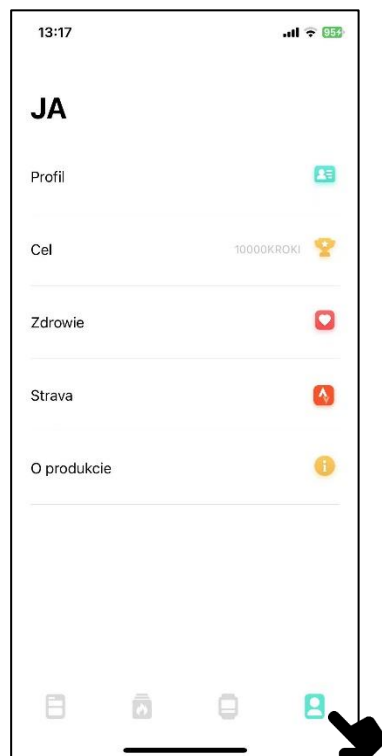 13:17
95+
JA
Profil
Cel
10000KROKI
Zdrowie
Strava
O produkcie